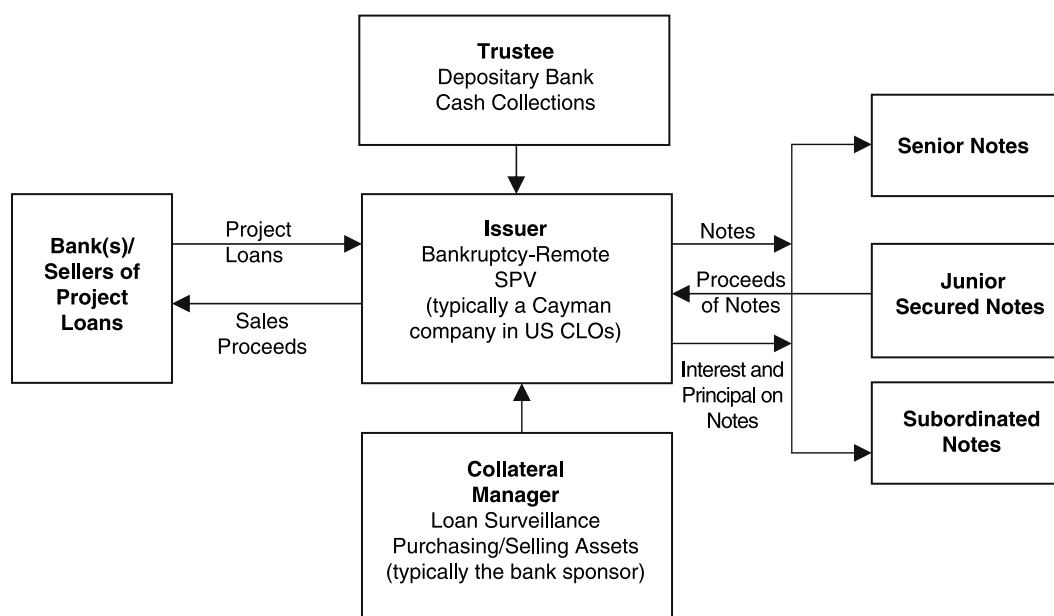 Trustee
Depositary Bank
Cash Collections
Bank(s)/
Sellers of
Project
Loans
Project
Loans
Sales
Proceeds
Issuer
Bankruptcy-Remote
SPV
(typically a Cayman
company in US CLOs)
Notes
Proceeds
of Notes
Interest and
Principal on
Notes
Senior Notes
Junior
Secured Notes
Subordinated
Notes
Collateral
Manager
Loan Surveillance
Purchasing/Selling Assets
(typically the bank sponsor)